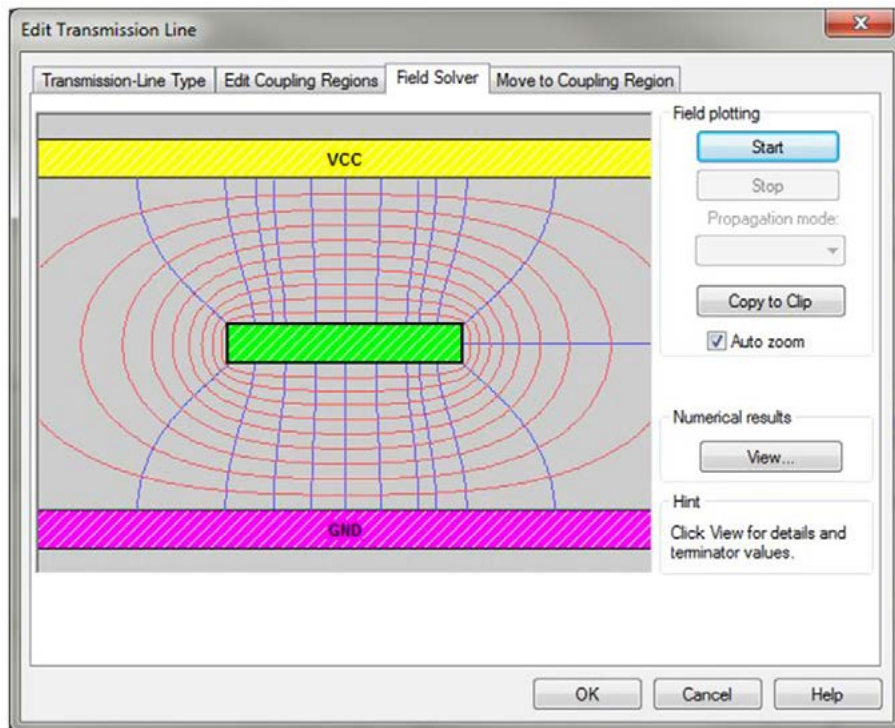 Edit Transmission Line
Transmission-Line Type
Edit Coupling Regions
Field Solver
Move to Coupling Region
VCC
GND
Field plotting
Start
Stop
Propagation mode:
Copy to Clip
Auto zoom
Numerical results
View...
Hint
Click View for details and
terminator values.
OK
Cancel
Help